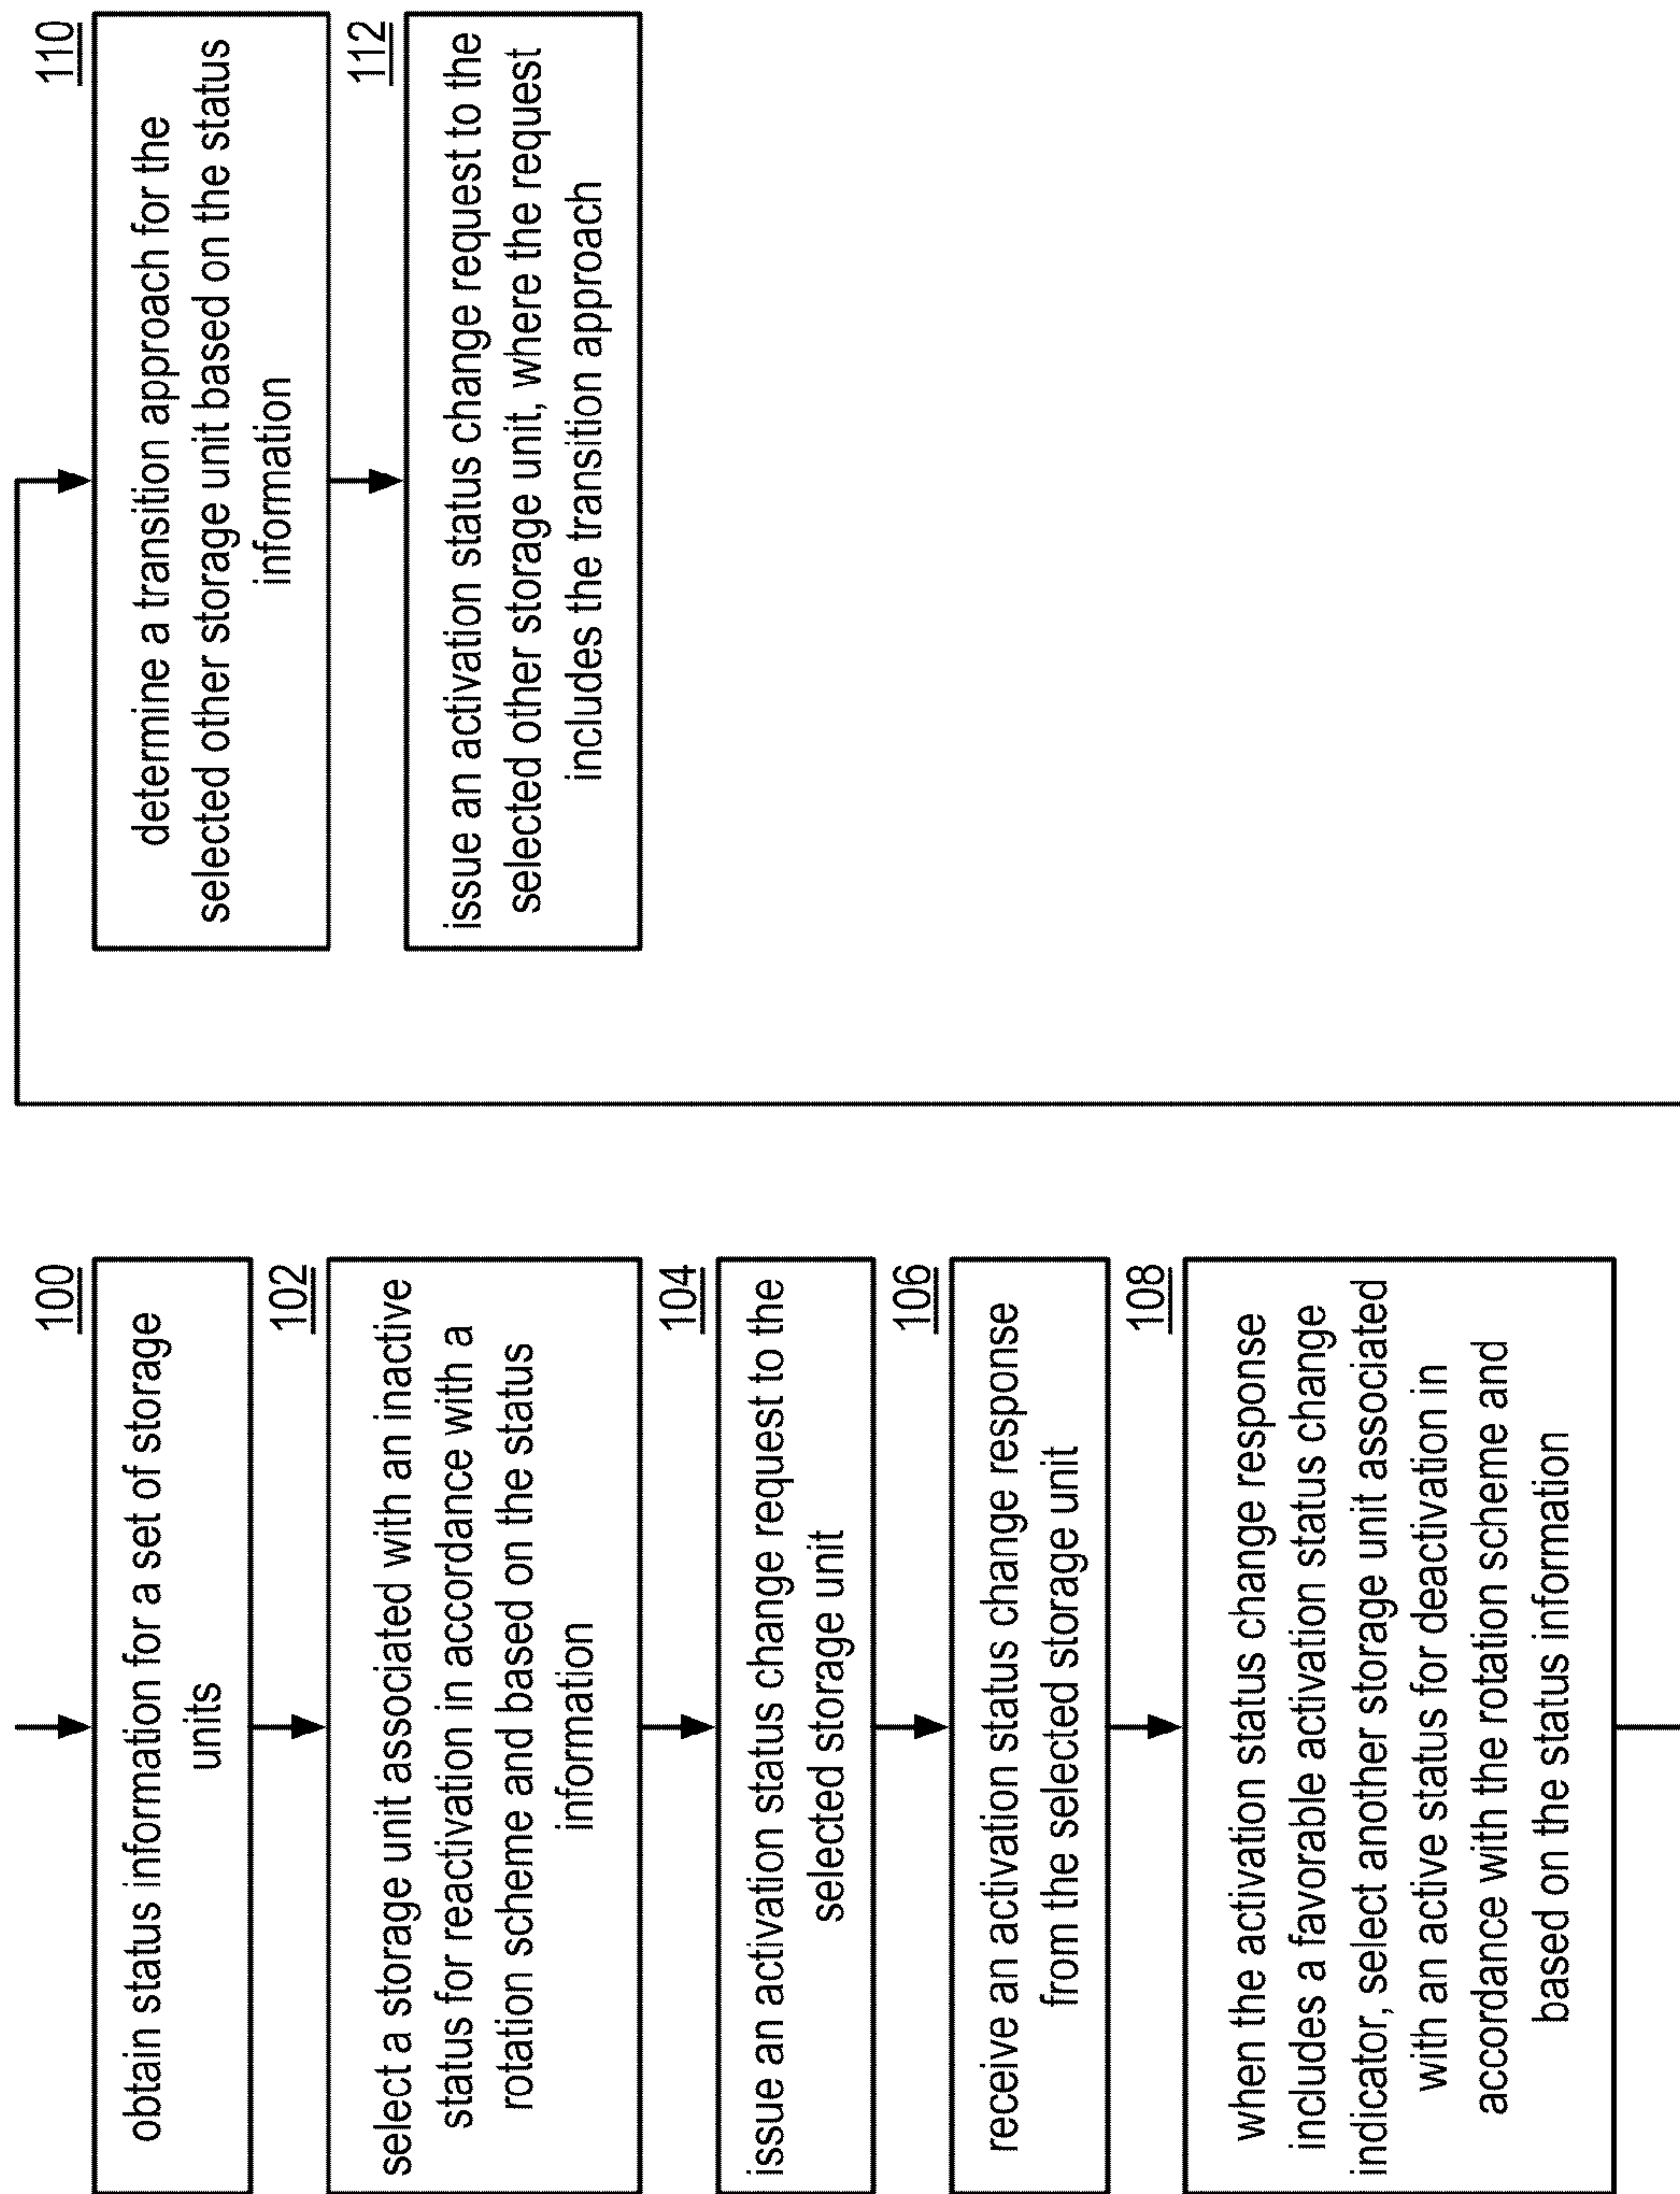 100
obtain status information for a set of storage
units
102
select a storage unit associated with an inactive
status for reactivation in accordance with a
rotation scheme and based on the status
information
104
issue an activation status change request to the
selected storage unit
106
receive an activation status change response
from the selected storage unit
108
when the activation status change response
includes a favorable activation status change
indicator, select another storage unit associated
with an active status for deactivation in
accordance with the rotation scheme and
based on the status information
110
determine a transition approach for the
selected other storage unit based on the status
information
112
issue an activation status change request to the
selected other storage unit, where the request
includes the transition approach